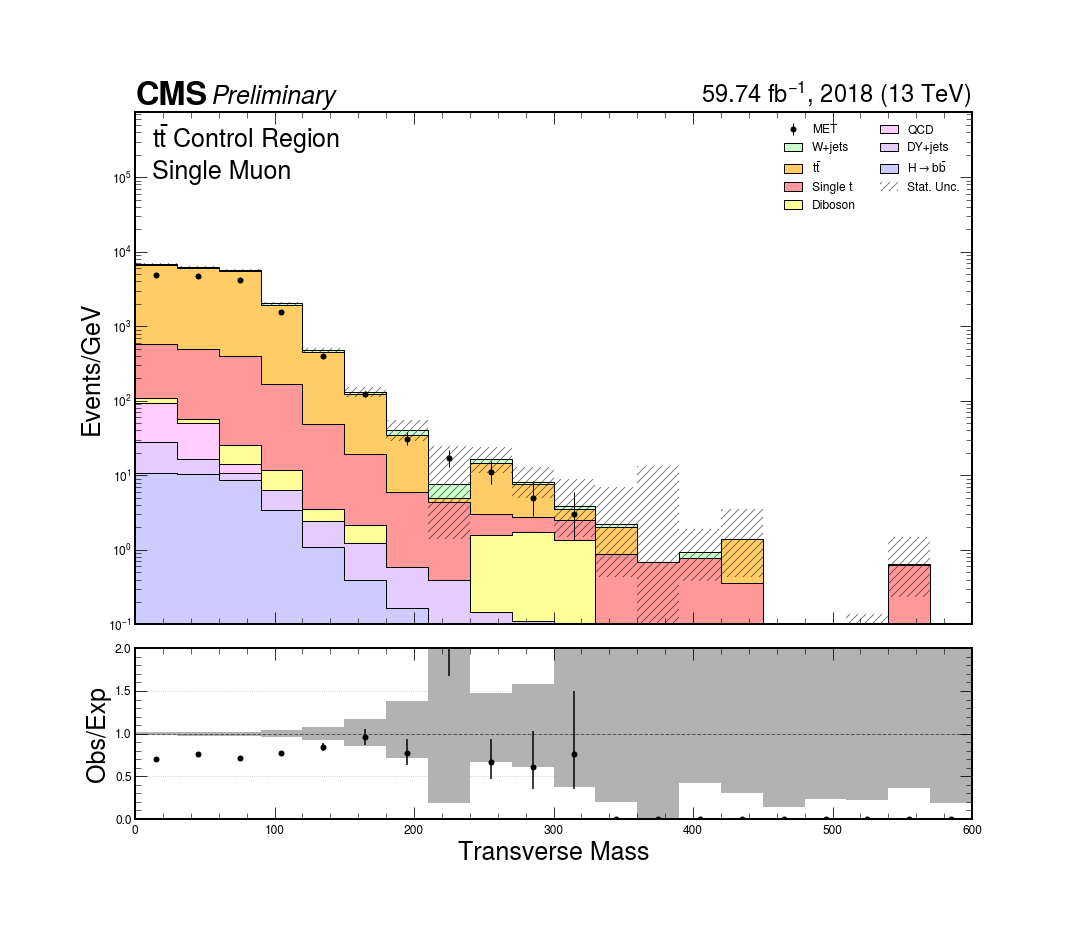 CMS Preliminary
59.74 fb⁻¹, 2018 (13 TeV)
tt̄ Control Region
Single Muon
MET
W+jets
tt̄
Single t
Diboson
QCD
DY+jets
H→bb̄
Stat. Unc.
Events/GeV
10⁵
10⁴
10³
10²
10¹
10⁰
10⁻¹
Obs/Exp
2.0
1.5
1.0
0.5
0.0
0 100 200 300 400 500 600
Transverse Mass